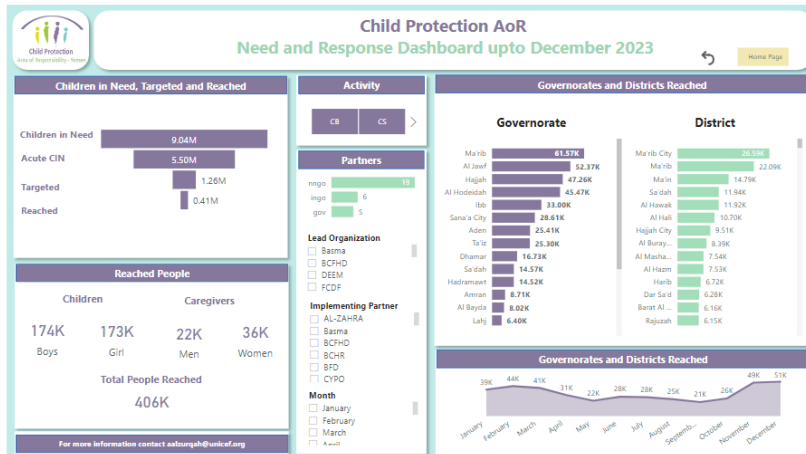 Child Protection
Area of Responsibility - Yemen
Child Protection AoR
Need and Response Dashboard upto December 2023
Home Page
Children in Need, Targeted and Reached
Children in Need
9.04M
Acute CIN
5.50M
Targeted
1.26M
Reached
0.41M
Reached People
Children
Caregivers
174K
173K
22K
36K
Boys
Girl
Men
Women
Total People Reached
406K
For more information contact aalzurqah@unicef.org
Activity
CB
CS
Partners
nngo 19
ingo 6
gov 5
Lead Organization
Basma
BCFHD
DEEM
FCDF
Implementing Partner
AL-ZAHRA
Basma
BCFHD
BCHR
BFD
CYPO
Month
January
February
March
April
Governorates and Districts Reached
Governorate
Ma'rib 61.57K
Al Jawf 52.37K
Hajjah 47.26K
Al Hodeidah 45.47K
Ibb 33.00K
Sana'a City 28.61K
Aden 25.41K
Ta'iz 25.30K
Dhamar 16.73K
Sa'dah 14.57K
Hadramawt 14.52K
Amran 8.71K
Al Bayda 8.02K
Lahj 6.40K
District
Ma'rib City 26.59K
Ma'rib 22.09K
Ma'in 14.79K
Sa'dah 11.94K
Al Hawak 11.92K
Al Hali 10.70K
Hajjah City 9.51K
Al Buray... 8.39K
Al Masha... 7.54K
Al Hazm 7.53K
Harib 6.72K
Dar Sa'd 6.28K
Barat Al ... 6.16K
Rajuzah 6.15K
Governorates and Districts Reached
39K 44K 41K 31K 22K 28K 28K 25K 21K 26K 49K 51K
January February March April May June July August Septemb... October November December